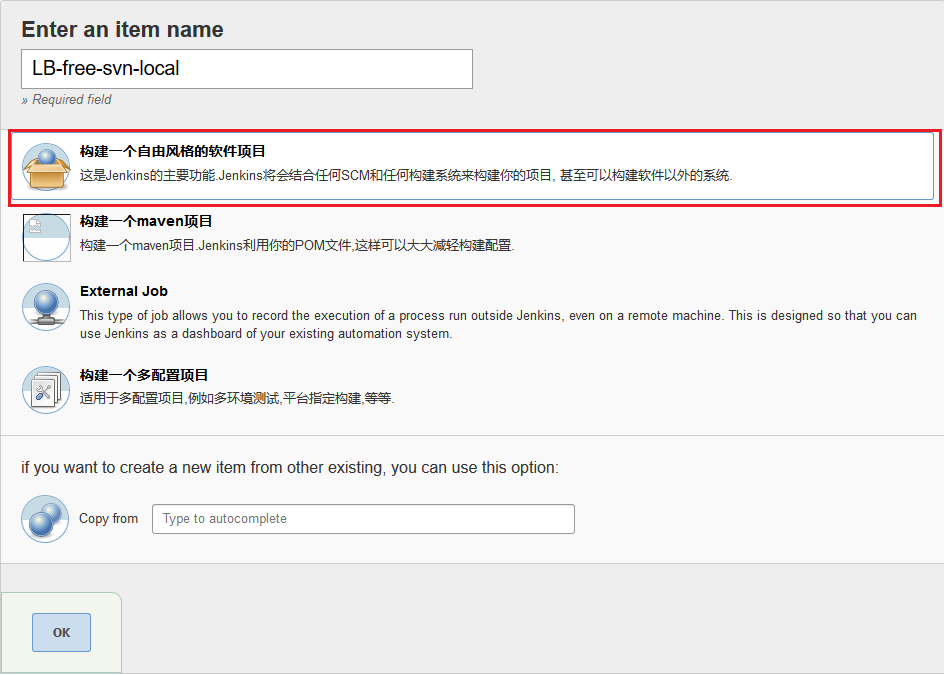 Enter an item name
LB-free-svn-local
» Required field
构建一个自由风格的软件项目
这是Jenkins的主要功能.Jenkins将会结合任何SCM和任何构建系统来构建你的项目, 甚至可以构建软件以外的系统.
构建一个maven项目
构建一个maven项目.Jenkins利用你的POM文件,这样可以大大减轻构建配置.
External Job
This type of job allows you to record the execution of a process run outside Jenkins, even on a remote machine. This is designed so that you can
use Jenkins as a dashboard of your existing automation system.
构建一个多配置项目
适用于多配置项目,例如多环境测试,平台指定构建,等等.
if you want to create a new item from other existing, you can use this option:
Copy from
Type to autocomplete
OK